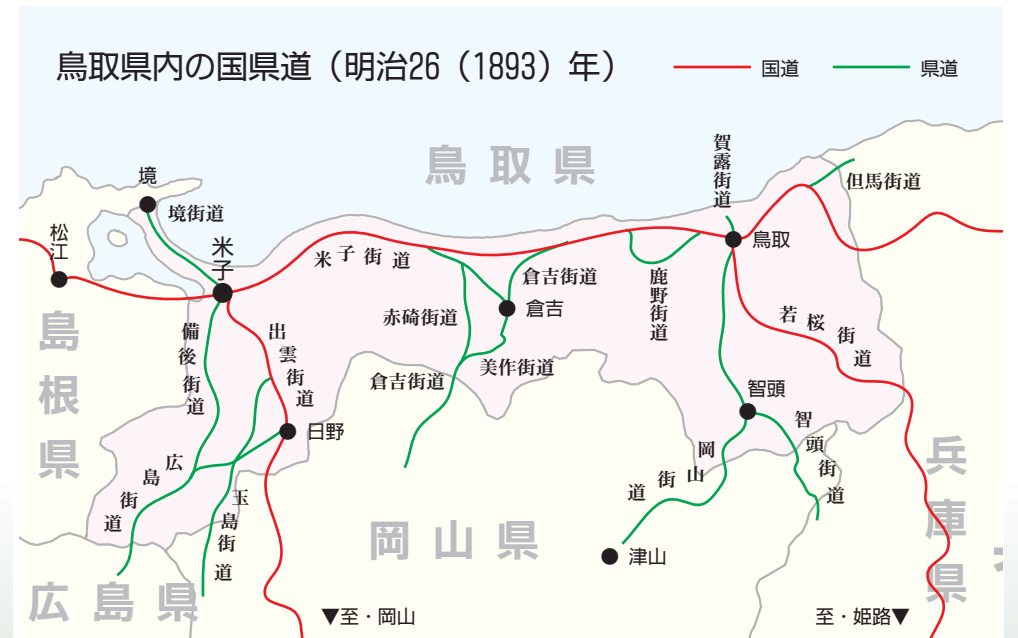 鳥取県内の国県道（明治26（1893）年）
国道
県道
鳥取県
賀露街道
但馬街道
境
境街道
松江
米子
米子街道
鳥取
倉吉街道
鹿野街道
赤碕街道
倉吉
島根県
備後街道
出雲街道
若桜街道
美作街道
倉吉街道
智頭
日野
智頭街道
岡山街道
広島街道
玉島街道
兵庫県
岡山県
津山
広島県
▼至・岡山
至・姫路▼